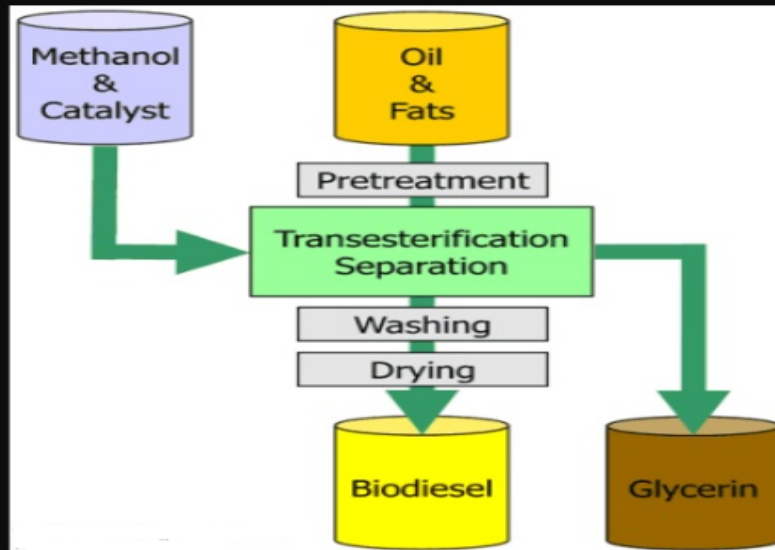 Methanol
&
Catalyst
Oil
&
Fats
Pretreatment
Transesterification
Separation
Washing
Drying
Biodiesel
Glycerin